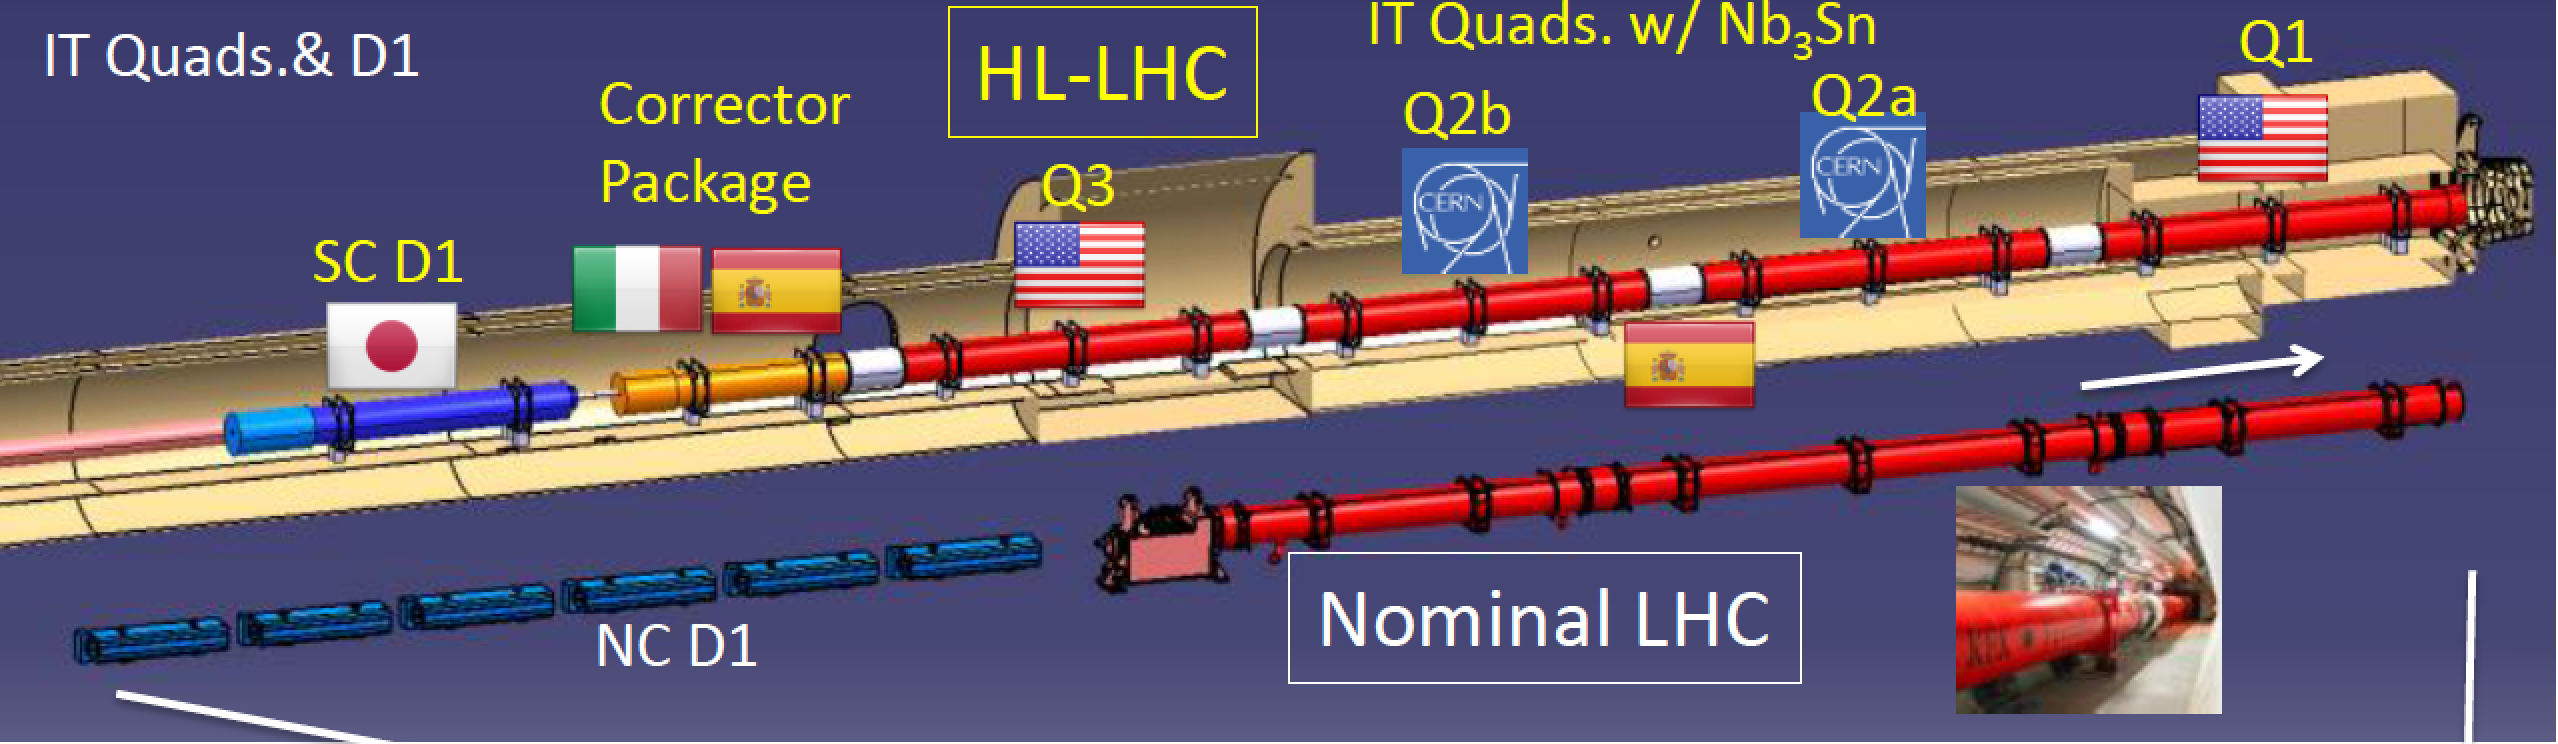 IT Quads.& D1
HL-LHC
IT Quads. w/ Nb₃Sn
Q1
Q2a
Q2b
CERN
CERN
Corrector
Package
Q3
SC D1
Nominal LHC
NC D1
KEK